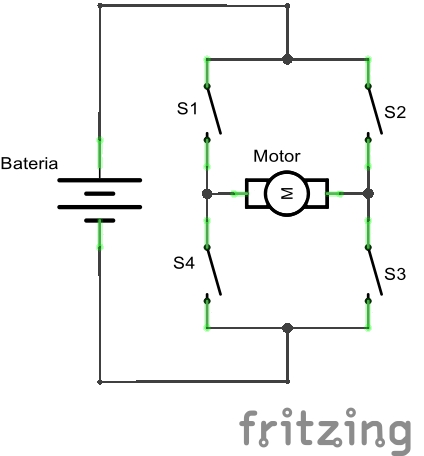 S1
S2
Bateria
Motor
M
S4
S3
fritzing